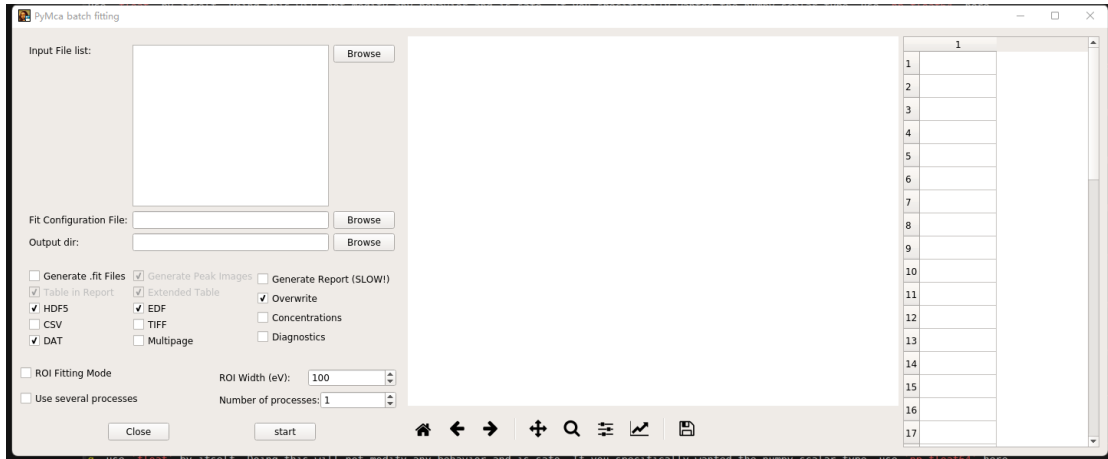 PyMca batch fitting
Input File list:
Browse
Fit Configuration File:
Browse
Output dir:
Browse
Generate .fit Files
Generate Peak Images
Generate Report (SLOW!)
Table in Report
Extended Table
Overwrite
HDF5
EDF
Concentrations
CSV
TIFF
Diagnostics
DAT
Multipage
ROI Fitting Mode
ROI Width (eV): 100
Use several processes
Number of processes: 1
Close
start
1
1
2
3
4
5
6
7
8
9
10
11
12
13
14
15
16
17